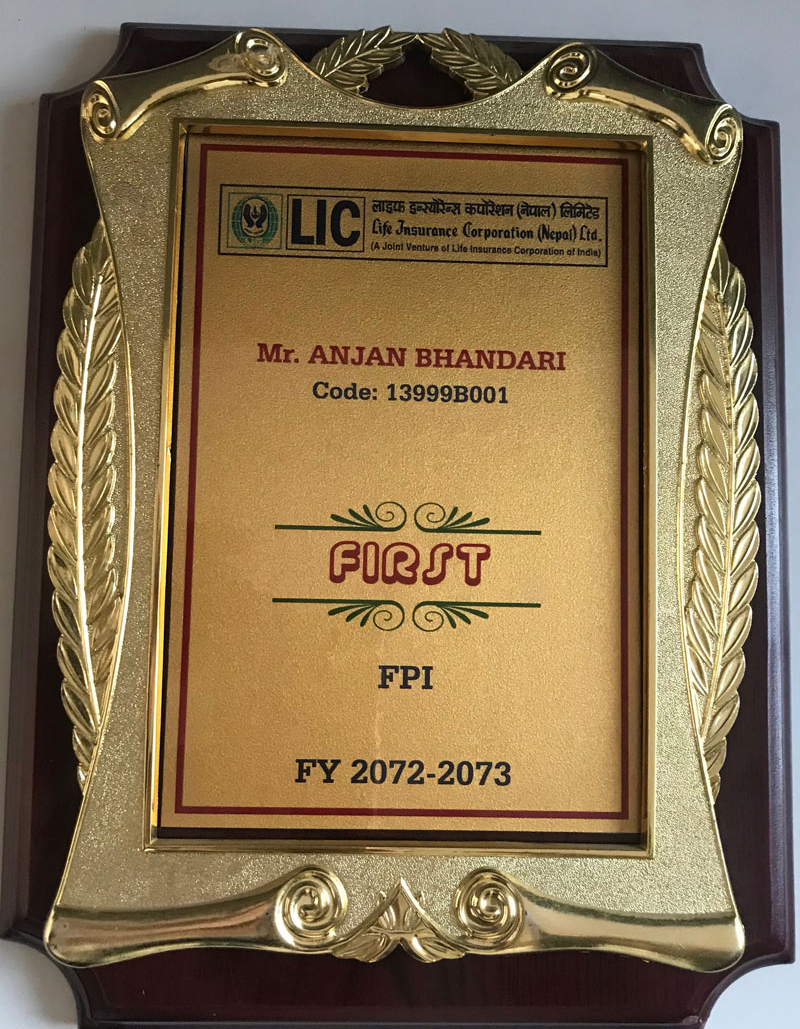 LIC
लाइफ इन्स्योरेन्स कर्पोरेशन (नेपाल) लिमिटेड
Life Insurance Corporation (Nepal) Ltd.
(A Joint Venture of Life Insurance Corporation of India)
Mr. ANJAN BHANDARI
Code: 13999B001
FIRST
FPI
FY 2072-2073